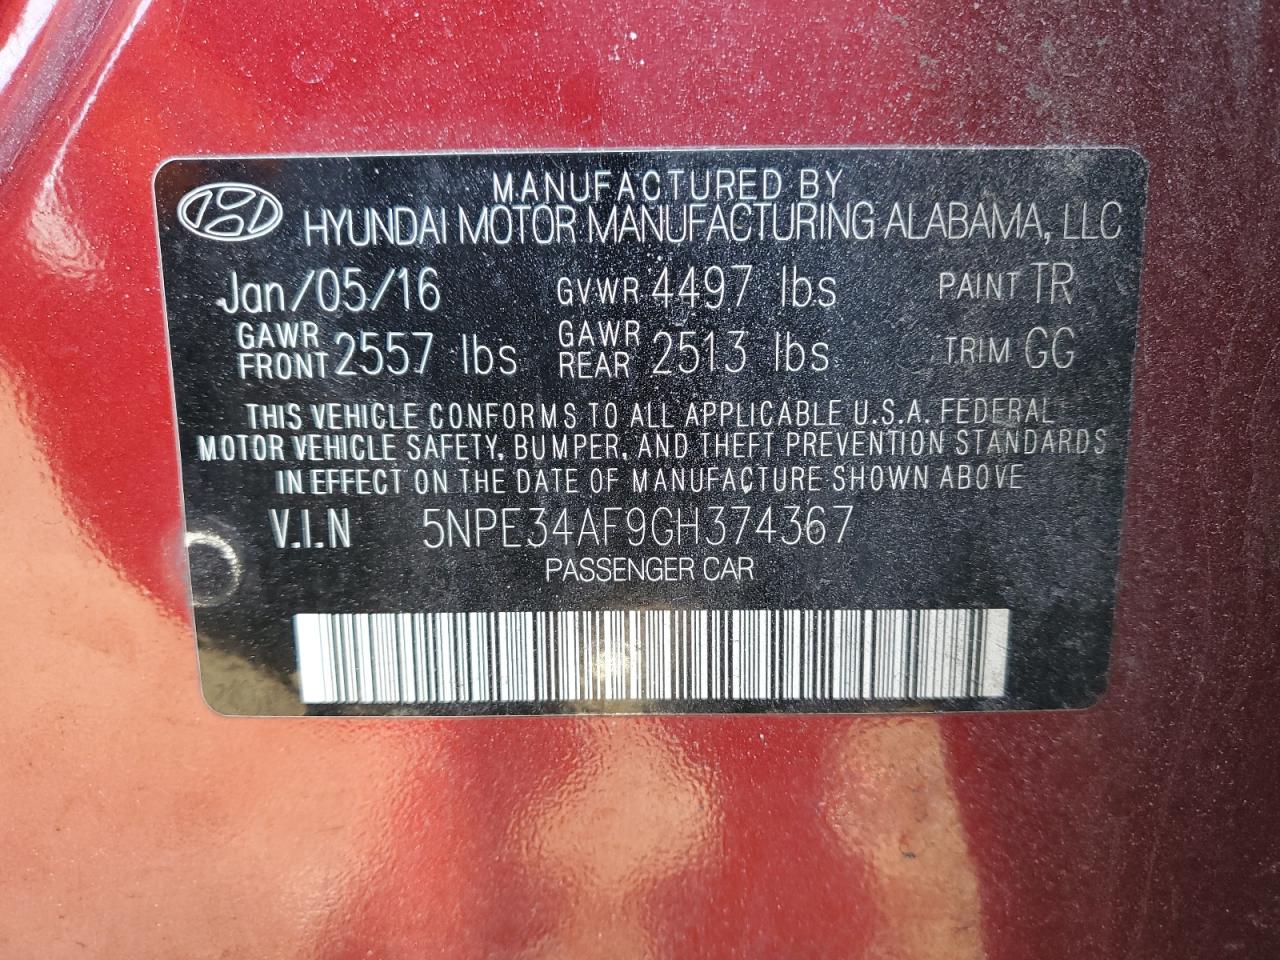 MANUFACTURED BY
HYUNDAI MOTOR MANUFACTURING ALABAMA, LLC
Jan/05/16 GVWR 4497 lbs PAINT TR
GAWR FRONT 2557 lbs GAWR REAR 2513 lbs TRIM GG
THIS VEHICLE CONFORMS TO ALL APPLICABLE U.S.A. FEDERAL
MOTOR VEHICLE SAFETY, BUMPER, AND THEFT PREVENTION STANDARDS
IN EFFECT ON THE DATE OF MANUFACTURE SHOWN ABOVE
V.I.N 5NPE34AF9GH374367
PASSENGER CAR